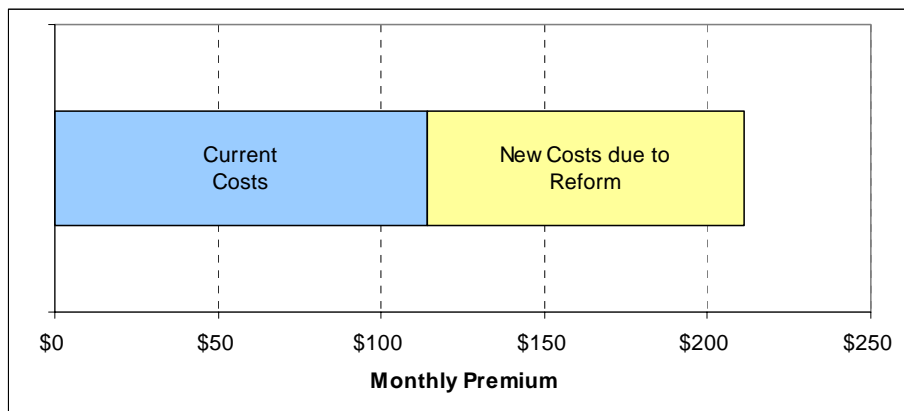 Current
Costs
New Costs due to
Reform
$0 $50 $100 $150 $200 $250
Monthly Premium